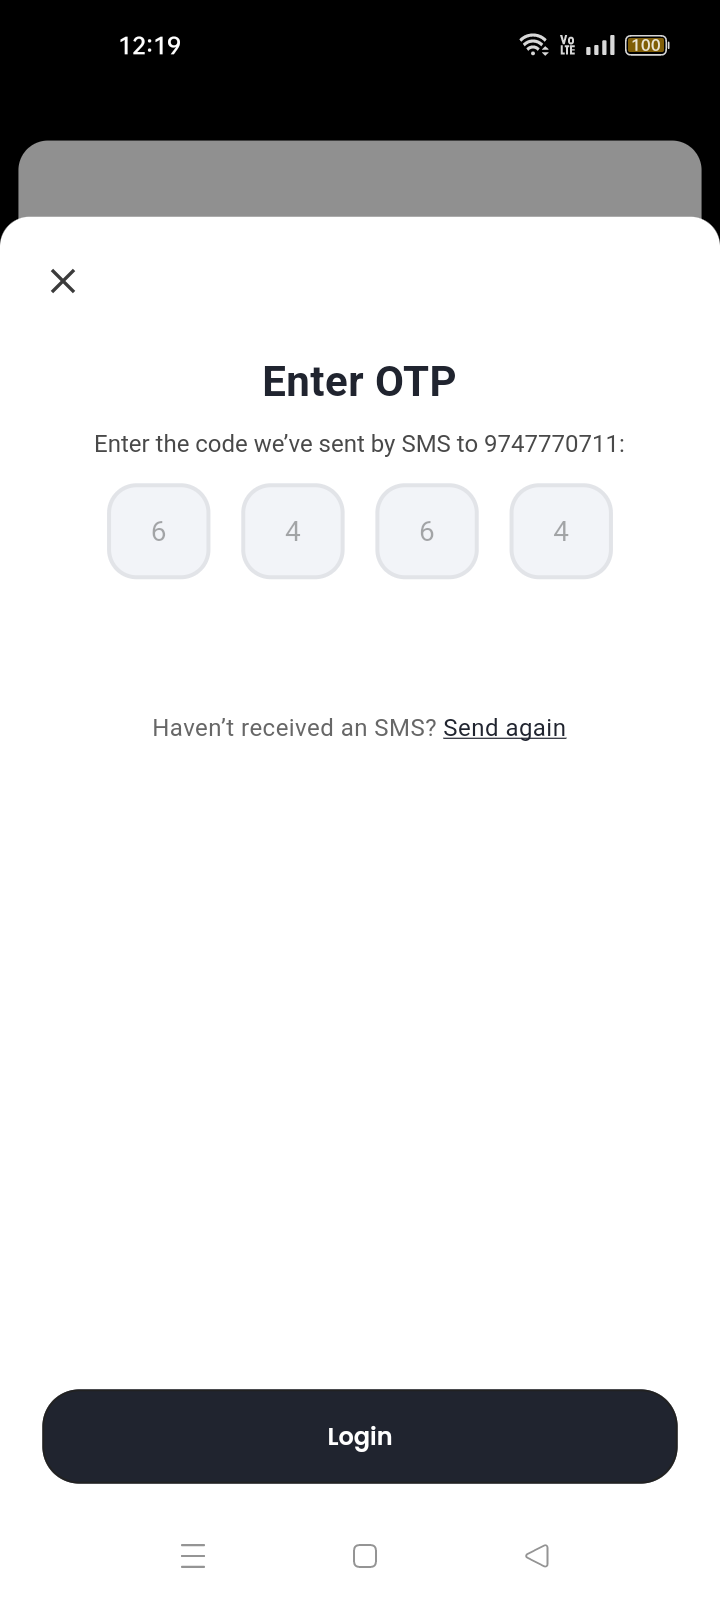 12:19
Vo
LTE
100
Enter OTP
Enter the code we’ve sent by SMS to 9747770711:
6 4 6 4
Haven’t received an SMS? Send again
Login